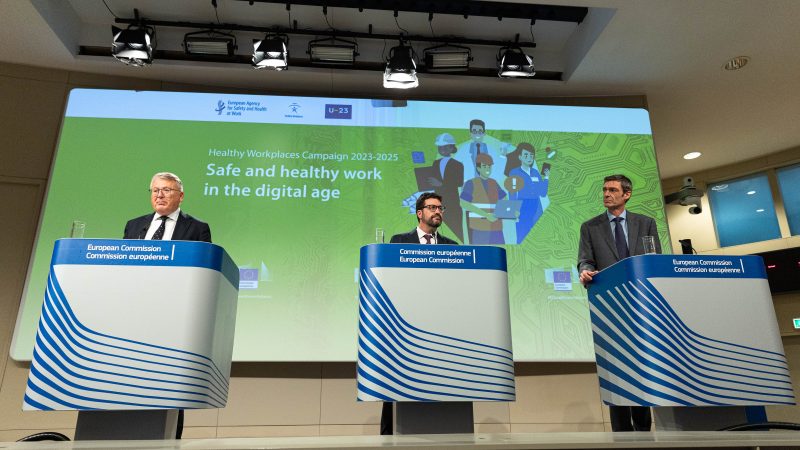 European Agency
for Safety and Health
at Work
U-23
Healthy Workplaces Campaign 2023-2025
Safe and healthy work
in the digital age
European Commission
Commission européenne
Commission européenne
European Commission
European Commission
Commission européenne